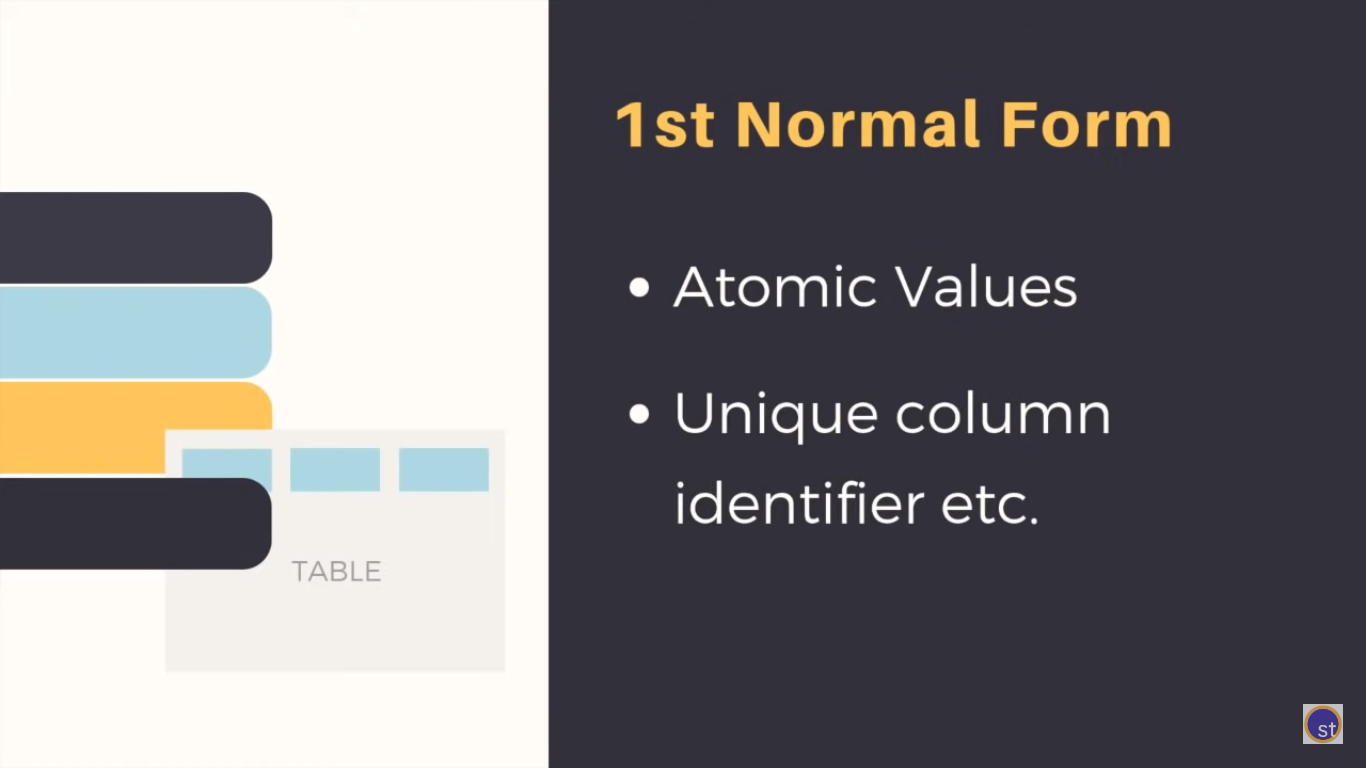 1st Normal Form
• Atomic Values
• Unique column
identifier etc.
TABLE
st